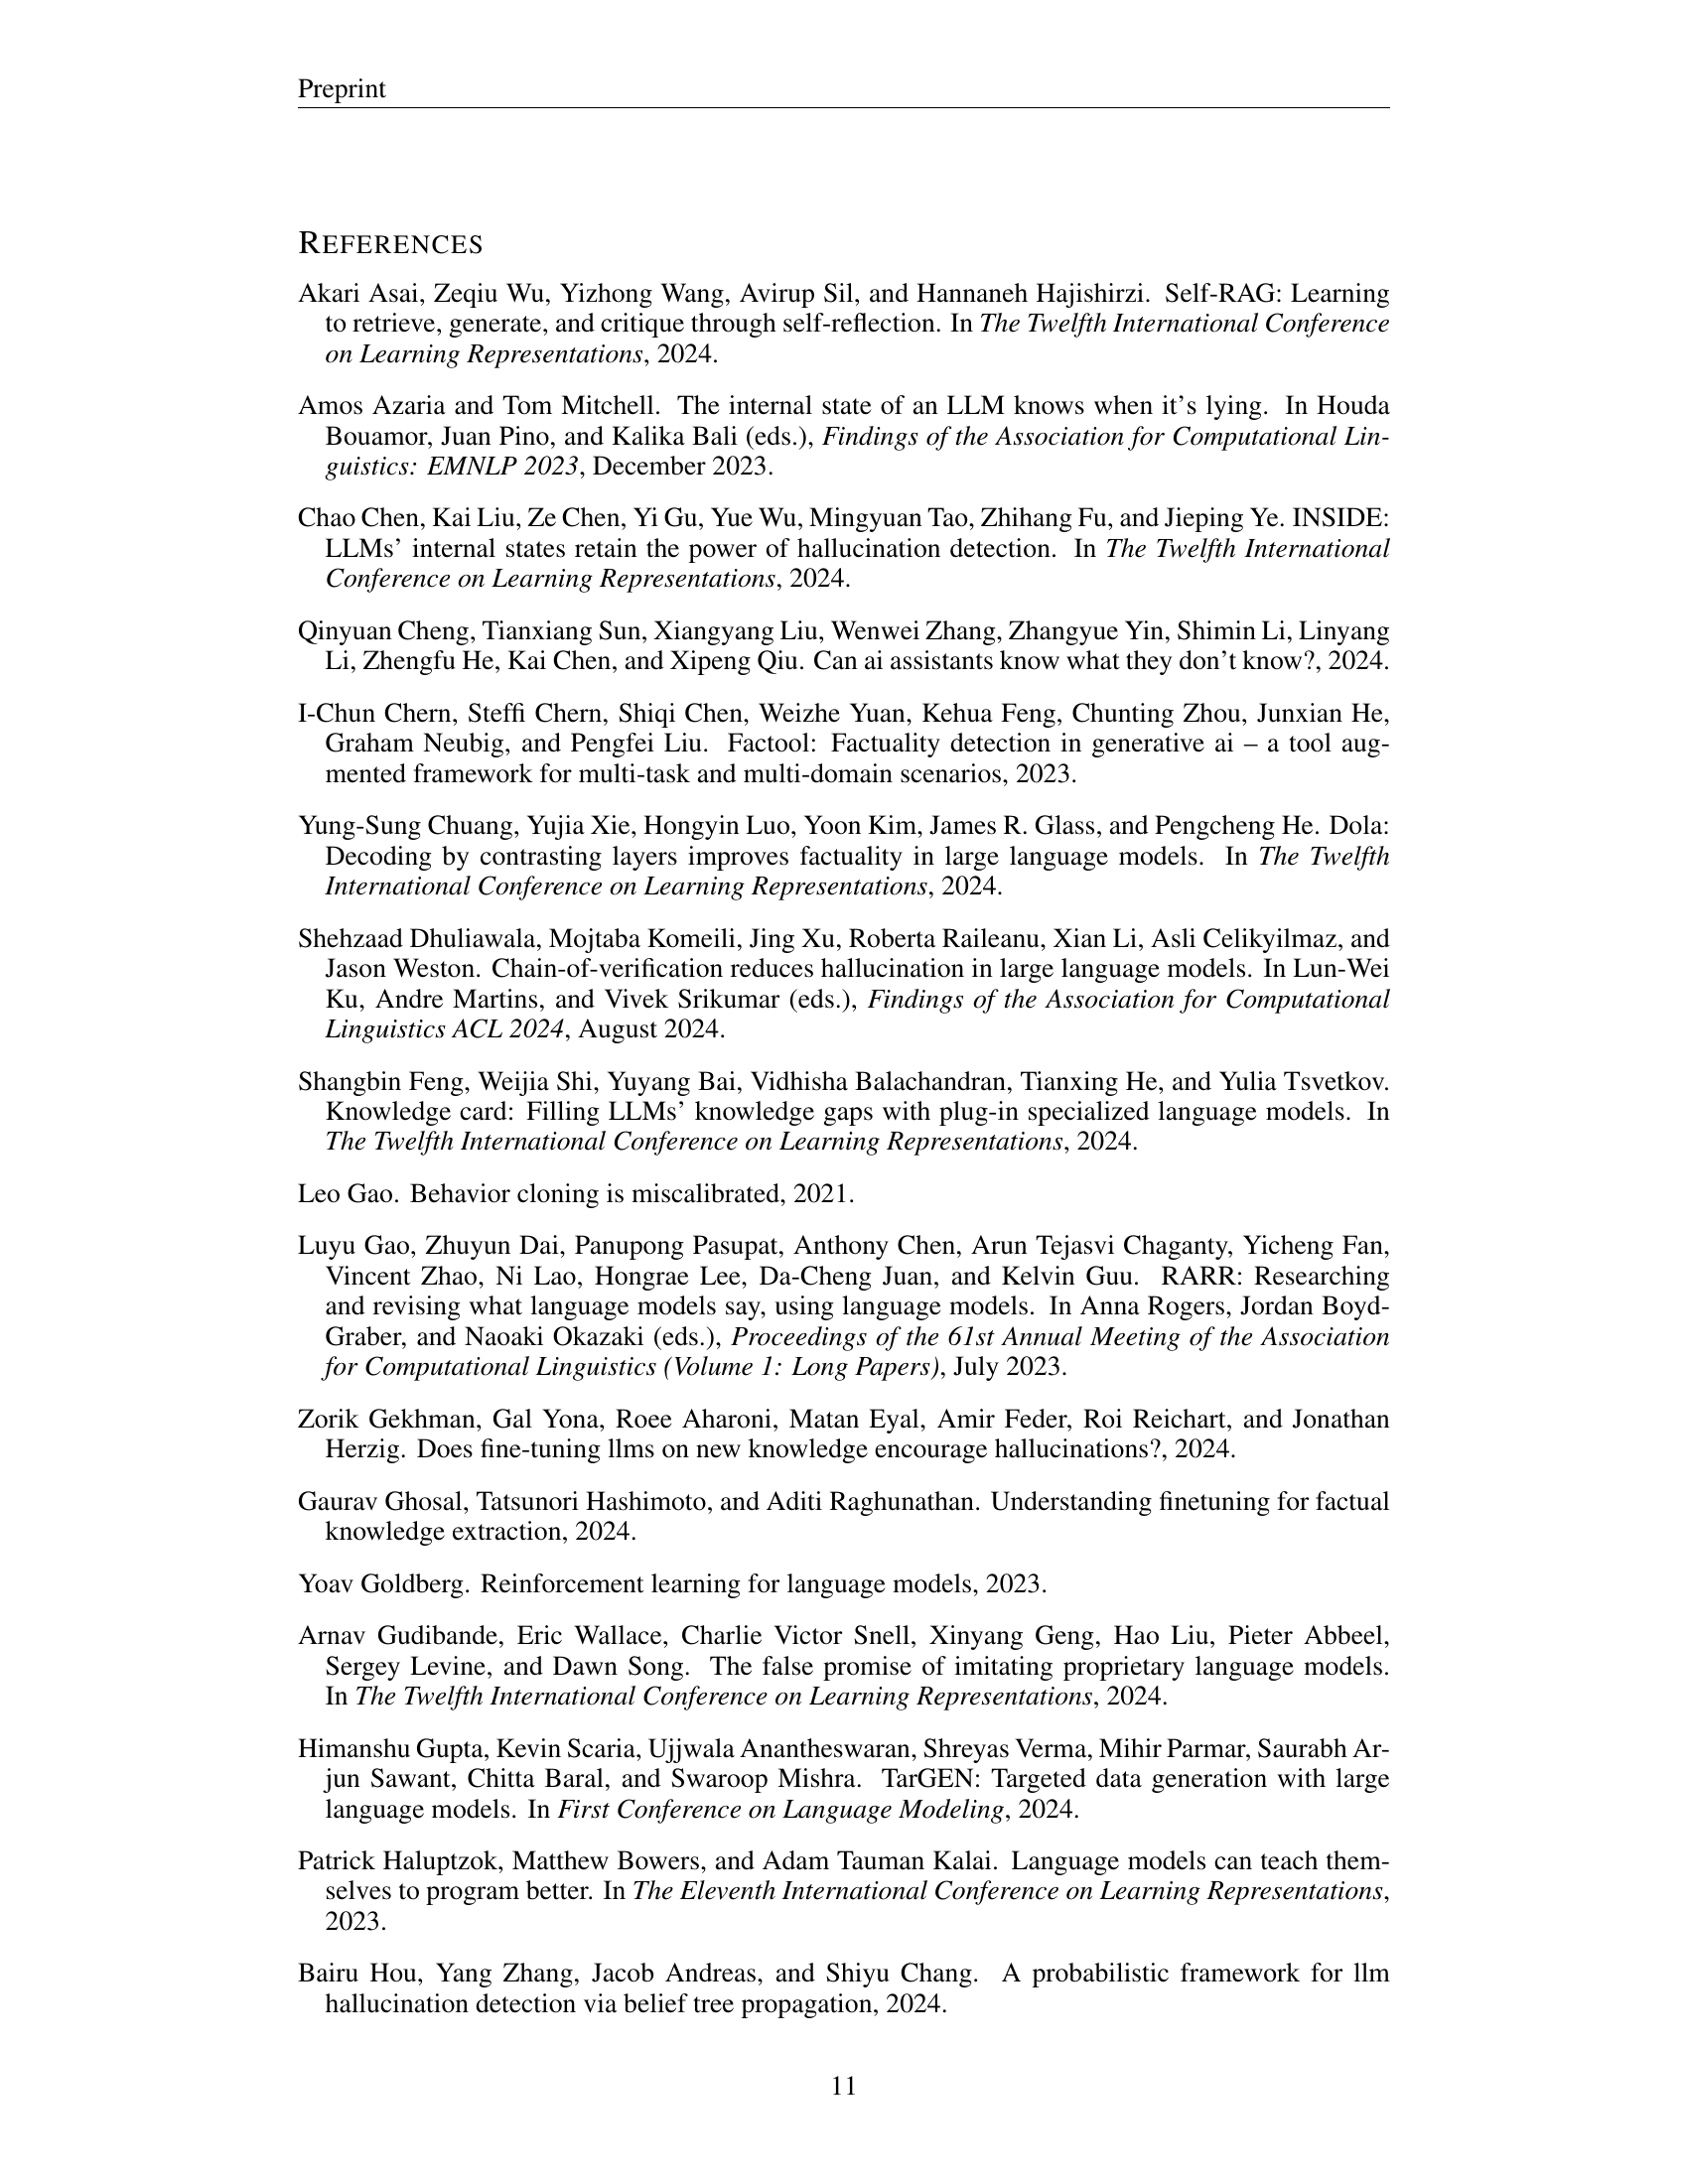 Preprint
REFERENCES
Akari Asai, Zeqiu Wu, Yizhong Wang, Avirup Sil, and Hannaneh Hajishirzi. Self-RAG: Learning
to retrieve, generate, and critique through self-reflection. In The Twelfth International Conference
on Learning Representations, 2024.
Amos Azaria and Tom Mitchell. The internal state of an LLM knows when it's lying. In Houda
Bouamor, Juan Pino, and Kalika Bali (eds.), Findings of the Association for Computational Lin-
guistics: EMNLP 2023, December 2023.
Chao Chen, Kai Liu, Ze Chen, Yi Gu, Yue Wu, Mingyuan Tao, Zhihang Fu, and Jieping Ye. INSIDE:
LLMs' internal states retain the power of hallucination detection. In The Twelfth International
Conference on Learning Representations, 2024.
Qinyuan Cheng, Tianxiang Sun, Xiangyang Liu, Wenwei Zhang, Zhangyue Yin, Shimin Li, Linyang
Li, Zhengfu He, Kai Chen, and Xipeng Qiu. Can ai assistants know what they don't know?, 2024.
I-Chun Chern, Steffi Chern, Shiqi Chen, Weizhe Yuan, Kehua Feng, Chunting Zhou, Junxian He,
Graham Neubig, and Pengfei Liu. Factool: Factuality detection in generative ai – a tool aug-
mented framework for multi-task and multi-domain scenarios, 2023.
Yung-Sung Chuang, Yujia Xie, Hongyin Luo, Yoon Kim, James R. Glass, and Pengcheng He. Dola:
Decoding by contrasting layers improves factuality in large language models. In The Twelfth
International Conference on Learning Representations, 2024.
Shehzaad Dhuliawala, Mojtaba Komeili, Jing Xu, Roberta Raileanu, Xian Li, Asli Celikyilmaz, and
Jason Weston. Chain-of-verification reduces hallucination in large language models. In Lun-Wei
Ku, Andre Martins, and Vivek Srikumar (eds.), Findings of the Association for Computational
Linguistics ACL 2024, August 2024.
Shangbin Feng, Weijia Shi, Yuyang Bai, Vidhisha Balachandran, Tianxing He, and Yulia Tsvetkov.
Knowledge card: Filling LLMs' knowledge gaps with plug-in specialized language models. In
The Twelfth International Conference on Learning Representations, 2024.
Leo Gao. Behavior cloning is miscalibrated, 2021.
Luyu Gao, Zhuyun Dai, Panupong Pasupat, Anthony Chen, Arun Tejasvi Chaganty, Yicheng Fan,
Vincent Zhao, Ni Lao, Hongrae Lee, Da-Cheng Juan, and Kelvin Guu. RARR: Researching
and revising what language models say, using language models. In Anna Rogers, Jordan Boyd-
Graber, and Naoaki Okazaki (eds.), Proceedings of the 61st Annual Meeting of the Association
for Computational Linguistics (Volume 1: Long Papers), July 2023.
Zorik Gekhman, Gal Yona, Roee Aharoni, Matan Eyal, Amir Feder, Roi Reichart, and Jonathan
Herzig. Does fine-tuning llms on new knowledge encourage hallucinations?, 2024.
Gaurav Ghosal, Tatsunori Hashimoto, and Aditi Raghunathan. Understanding finetuning for factual
knowledge extraction, 2024.
Yoav Goldberg. Reinforcement learning for language models, 2023.
Arnav Gudibande, Eric Wallace, Charlie Victor Snell, Xinyang Geng, Hao Liu, Pieter Abbeel,
Sergey Levine, and Dawn Song. The false promise of imitating proprietary language models.
In The Twelfth International Conference on Learning Representations, 2024.
Himanshu Gupta, Kevin Scaria, Ujjwala Anantheswaran, Shreyas Verma, Mihir Parmar, Saurabh Ar-
jun Sawant, Chitta Baral, and Swaroop Mishra. TarGEN: Targeted data generation with large
language models. In First Conference on Language Modeling, 2024.
Patrick Haluptzok, Matthew Bowers, and Adam Tauman Kalai. Language models can teach them-
selves to program better. In The Eleventh International Conference on Learning Representations,
2023.
Bairu Hou, Yang Zhang, Jacob Andreas, and Shiyu Chang. A probabilistic framework for llm
hallucination detection via belief tree propagation, 2024.
11